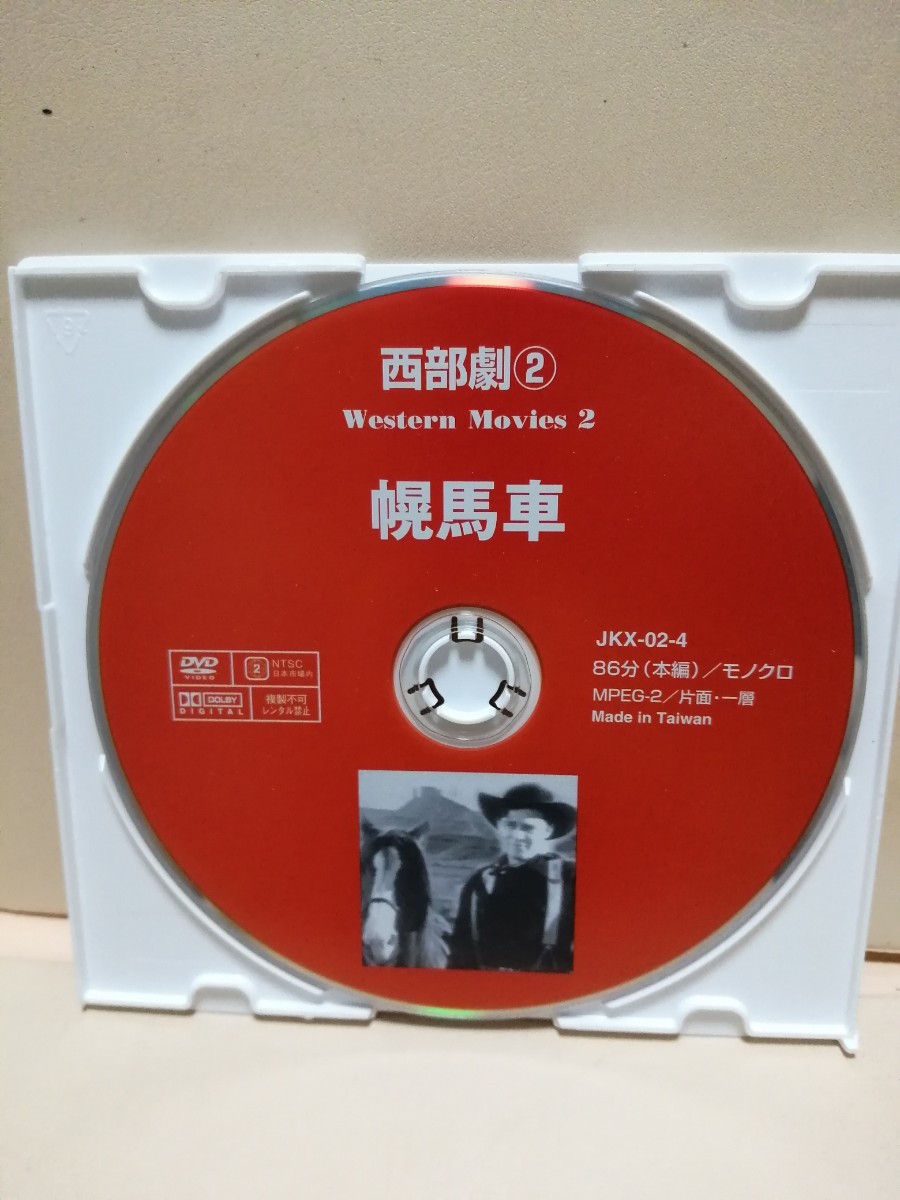 西部劇②
Western Movies 2
幌馬車
DVD
VIDEO
2
NTSC
日本市場内
DOLBY
DIGITAL
複製不可
レンタル禁止
JKX-02-4
86分(本編)/モノクロ
MPEG-2/片面・一層
Made in Taiwan